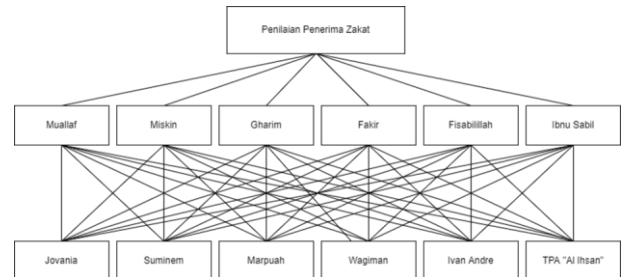 Penilaian Penerima Zakat
Muallaf
Miskin
Gharim
Fakir
Fisabilillah
Ibnu Sabil
Jovania
Suminem
Marpuah
Wagiman
Ivan Andre
TPA "Al Ihsan"